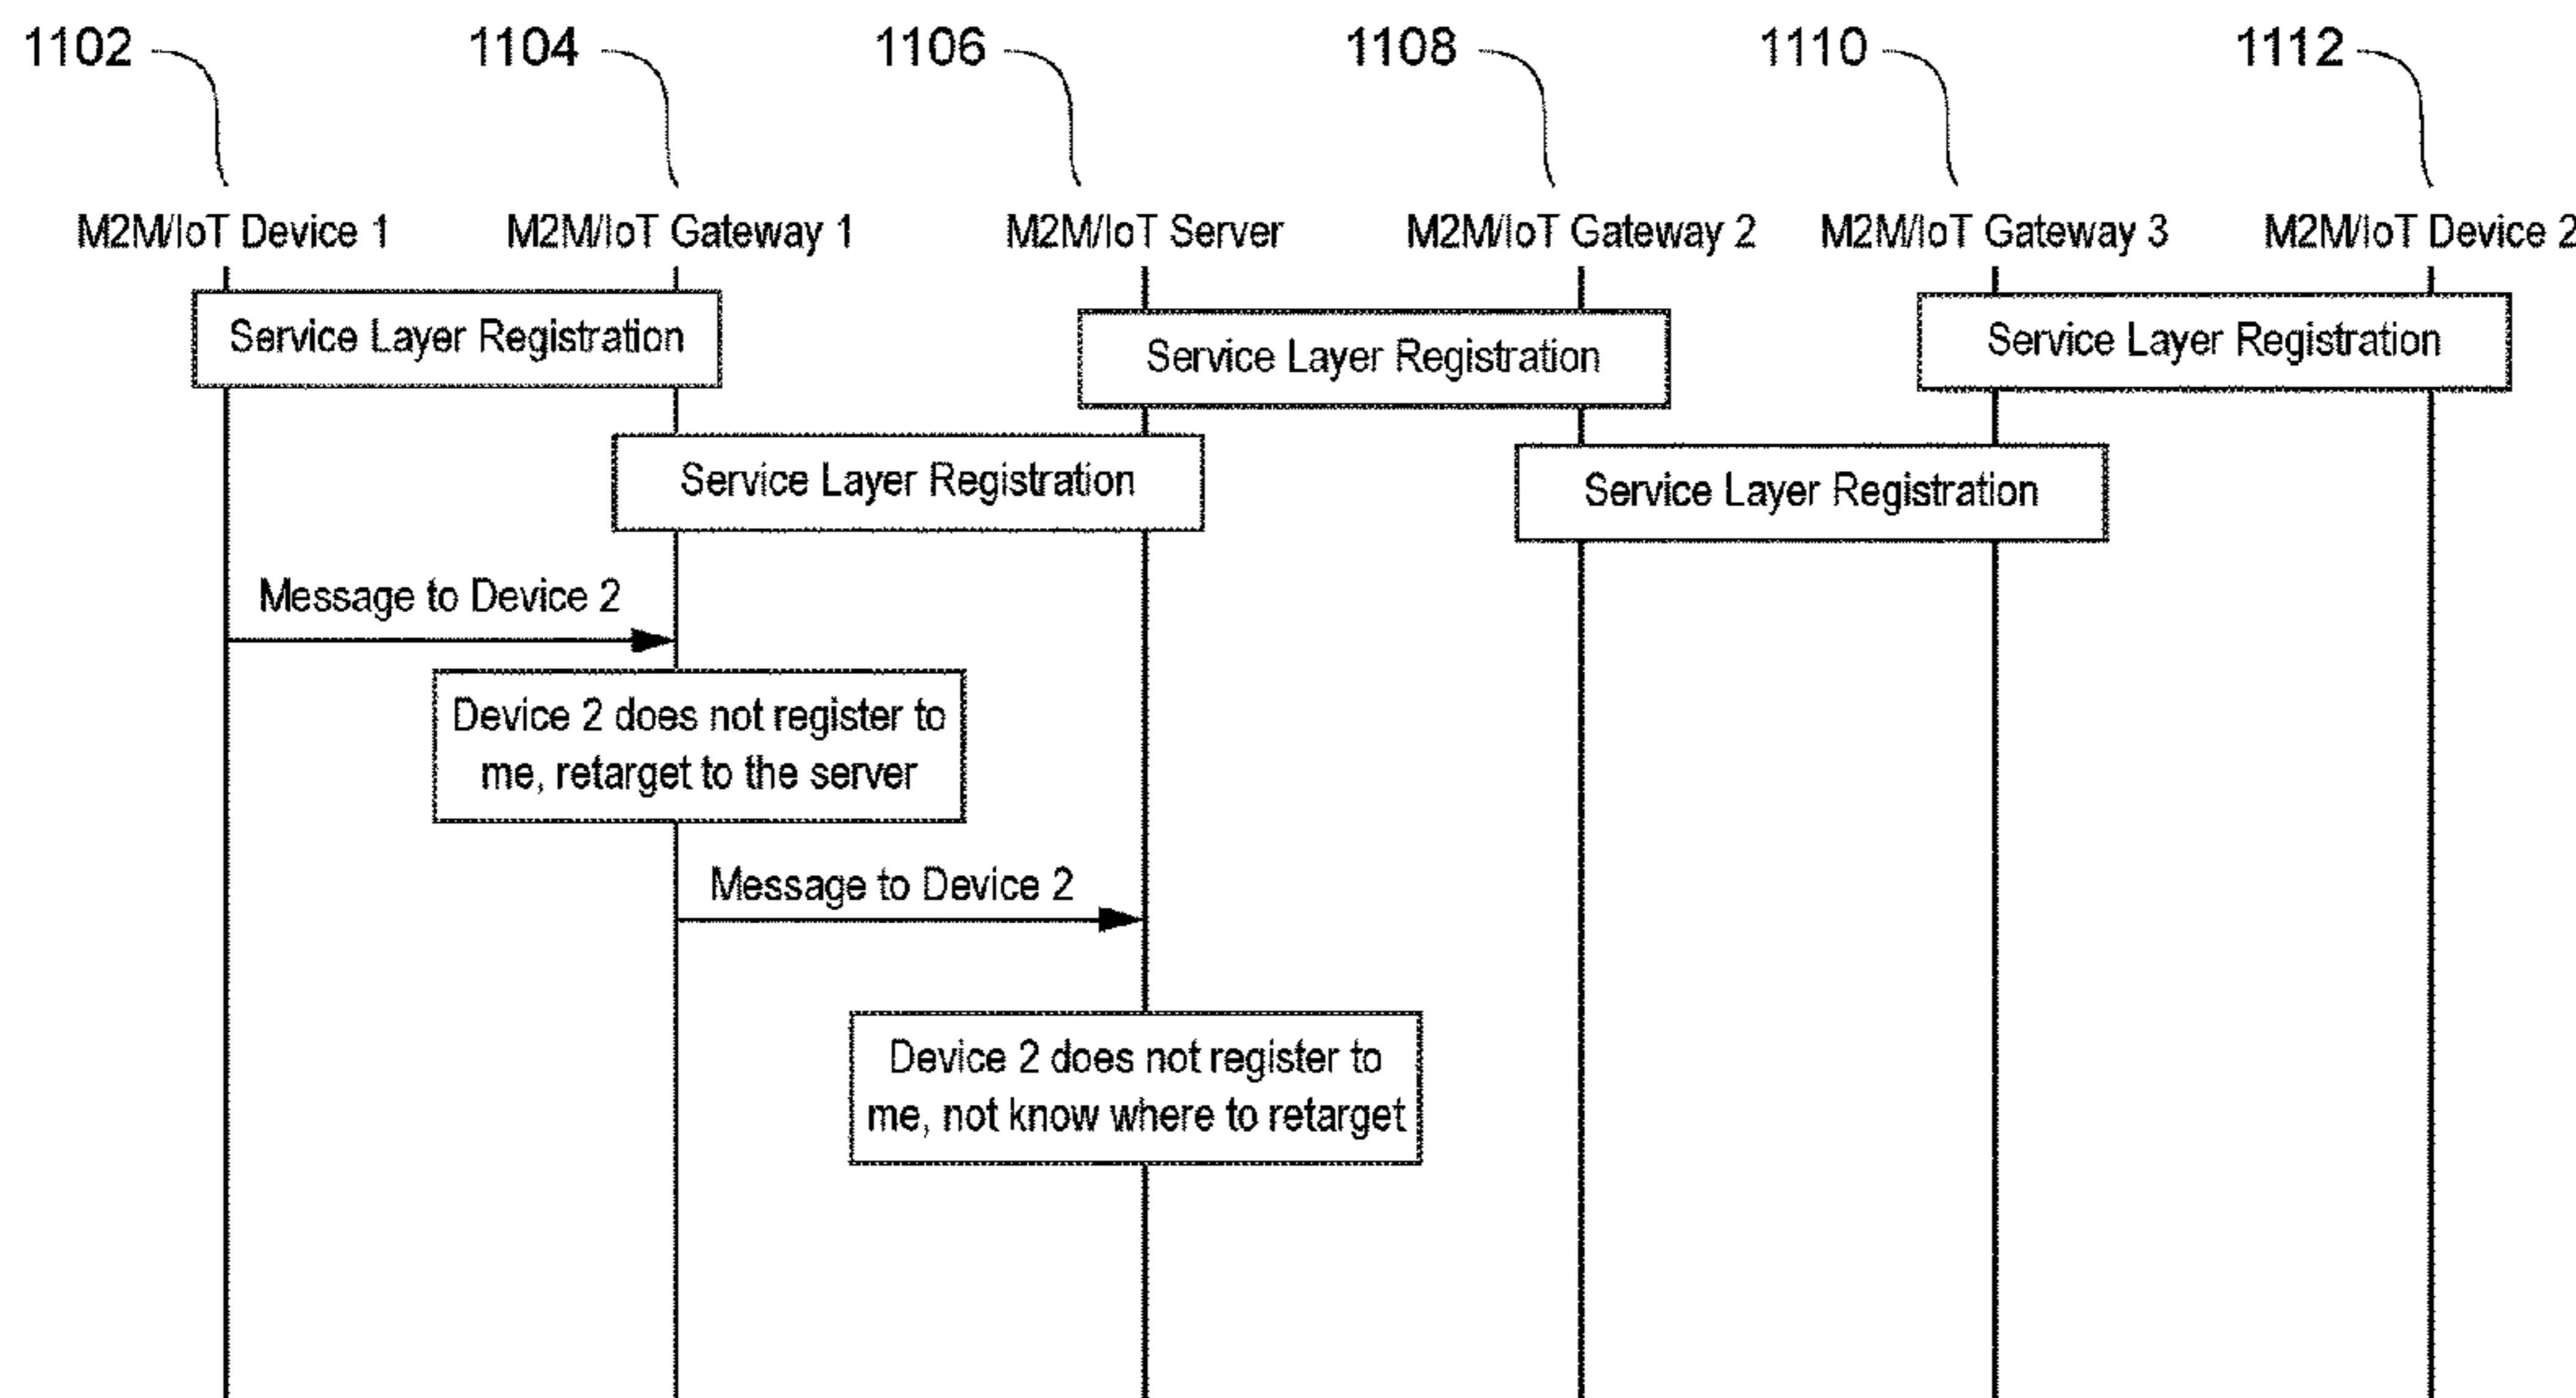 1102
1104
1106
1108
1110
1112
M2M/IoT Device 1
M2M/IoT Gateway 1
M2M/IoT Server
M2M/IoT Gateway 2
M2M/IoT Gateway 3
M2M/IoT Device 2
Service Layer Registration
Service Layer Registration
Service Layer Registration
Service Layer Registration
Service Layer Registration
Message to Device 2
Device 2 does not register to
me, retarget to the server
Message to Device 2
Device 2 does not register to
me, not know where to retarget